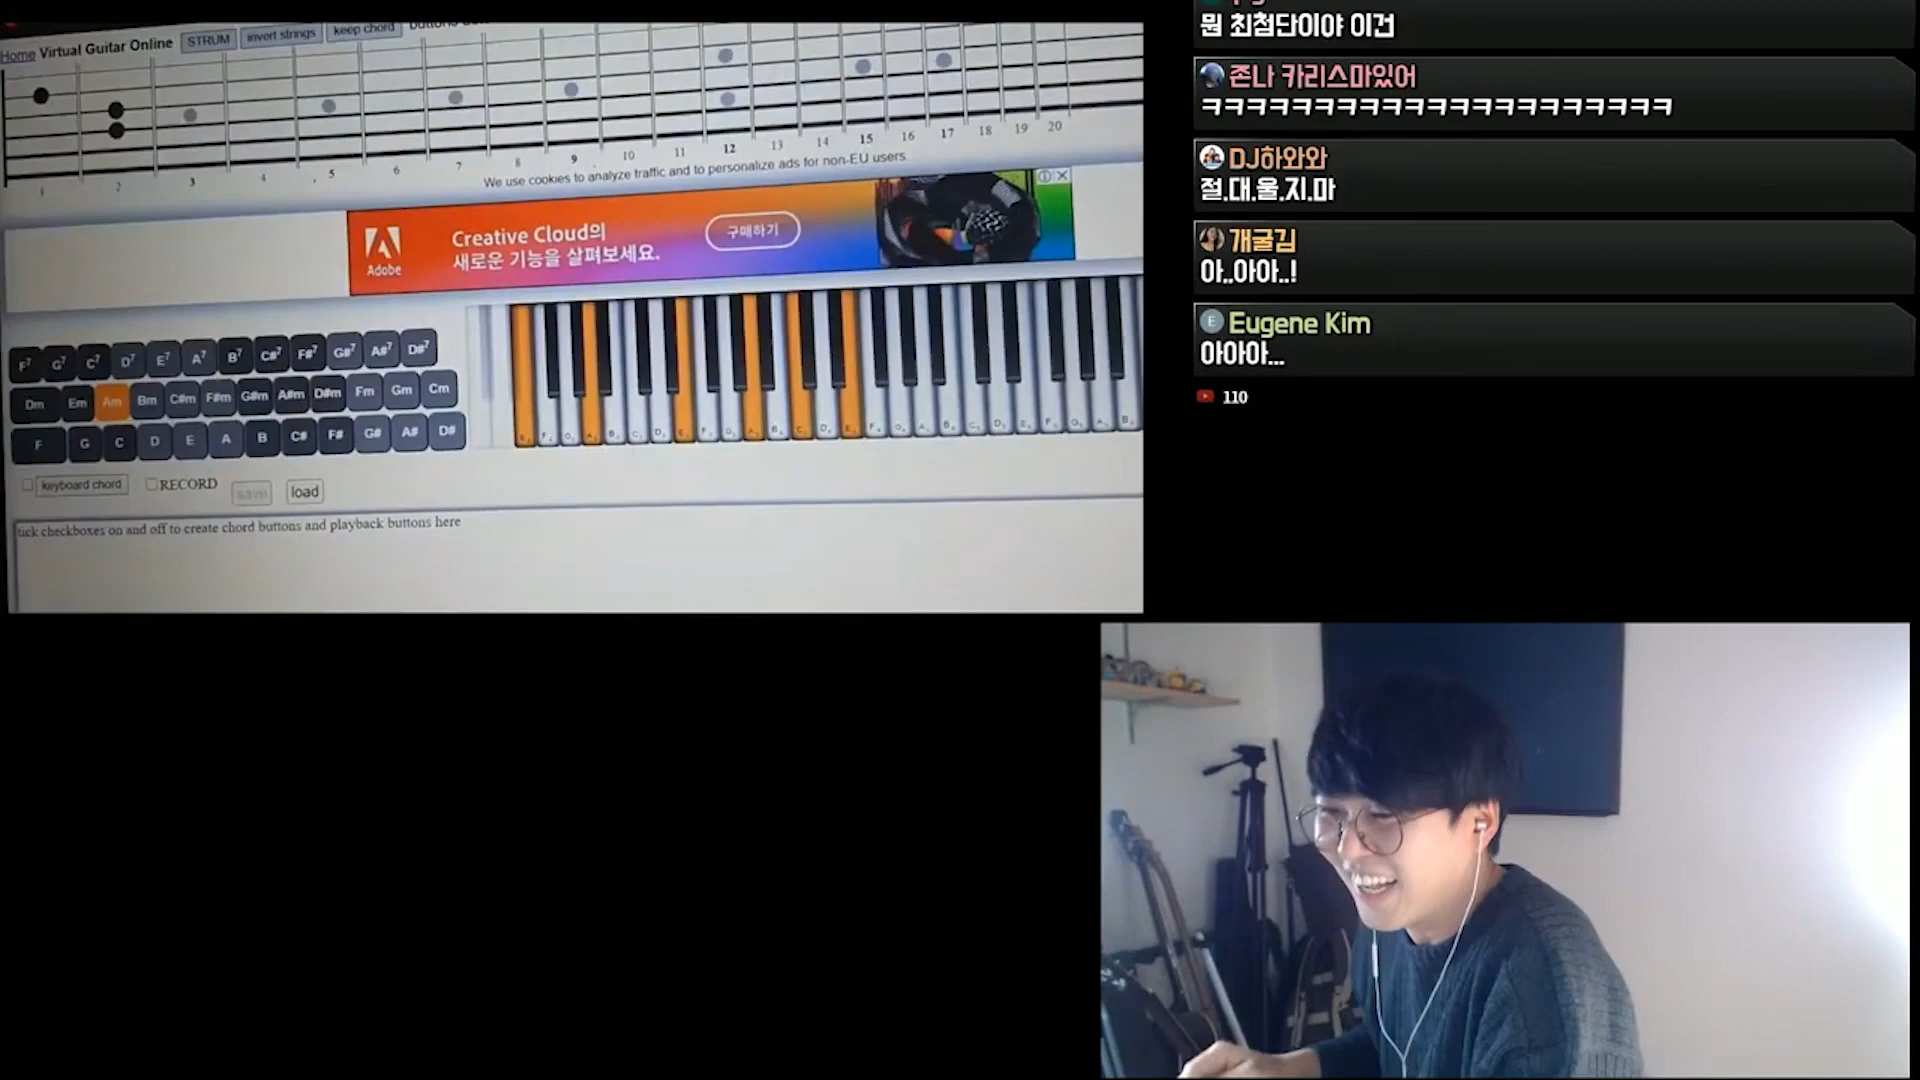 Home Virtual Guitar Online STRUM invert strings keep chord
1 2 3 4 5 6 7 8 9 10 11 12 13 14 15 16 17 18 19 20
We use cookies to analyze traffic and to personalize ads for non-EU users.
Adobe
Creative Cloud의
새로운 기능을 살펴보세요.
구매하기
F7 G7 C7 D7 E7 A7 B7 C#7 F#7 G#7 A#7 D#7
Dm Em Am Bm C#m F#m G#m A#m D#m Fm Gm Cm
F G C D E A B C# F# G# A# D#
keyboard chord RECORD save load
tick checkboxes on and off to create chord buttons and playback buttons here
뭔 최첨단이야 이건
존나 카리스마있어
ㅋㅋㅋㅋㅋㅋㅋㅋㅋㅋㅋㅋㅋㅋㅋㅋㅋㅋㅋㅋㅋ
DJ하와와
절.대.울.지.마
개굴김
아..아아..!
E Eugene Kim
아아아...
110